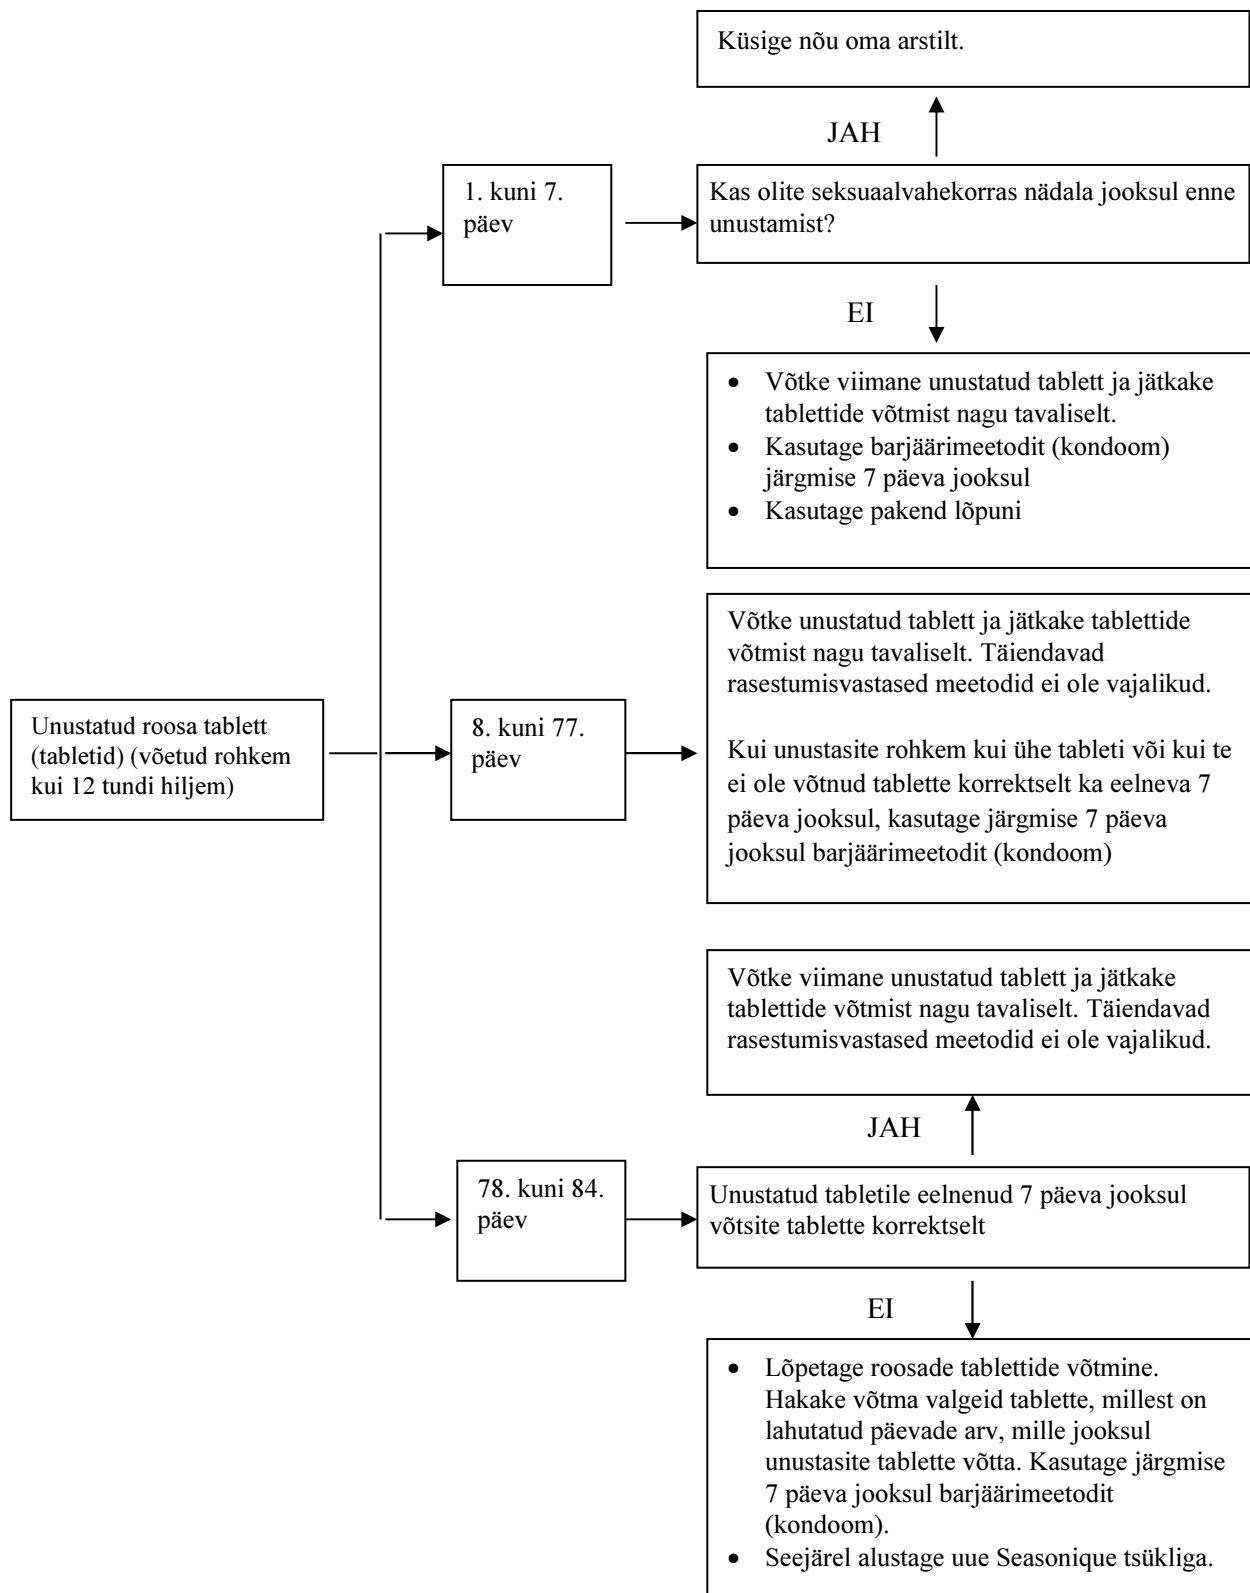 Küsige nõu oma arstilt.
JAH
1. kuni 7.
päev
Kas olite seksuaalvahekorras nädala jooksul enne
unustamist?
EI
• Võtke viimane unustatud tablett ja jätkake
tablettide võtmist nagu tavaliselt.
• Kasutage barjäärimeetodit (kondoom)
järgmise 7 päeva jooksul
• Kasutage pakend lõpuni
Unustatud roosa tablett
(tabletid) (võetud rohkem
kui 12 tundi hiljem)
8. kuni 77.
päev
Võtke unustatud tablett ja jätkake tablettide
võtmist nagu tavaliselt. Täiendavad
rasestumisvastased meetodid ei ole vajalikud.
Kui unustasite rohkem kui ühe tableti või kui te
ei ole võtnud tablette korrektselt ka eelneva 7
päeva jooksul, kasutage järgmise 7 päeva
jooksul barjäärimeetodit (kondoom)
Võtke viimane unustatud tablett ja jätkake
tablettide võtmist nagu tavaliselt. Täiendavad
rasestumisvastased meetodid ei ole vajalikud.
JAH
78. kuni 84.
päev
Unustatud tabletile eelnenud 7 päeva jooksul
võtsite tablette korrektselt
EI
• Lõpetage roosade tablettide võtmine.
Hakake võtma valgeid tablette, millest on
lahutatud päevade arv, mille jooksul
unustasite tablette võtta. Kasutage järgmise
7 päeva jooksul barjäärimeetodit
(kondoom).
• Seejärel alustage uue Seasonique tsükliga.